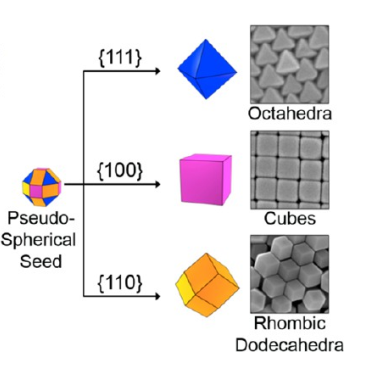 {111}
Octahedra
{100}
Cubes
Pseudo-
Spherical
Seed
{110}
Rhombic
Dodecahedra